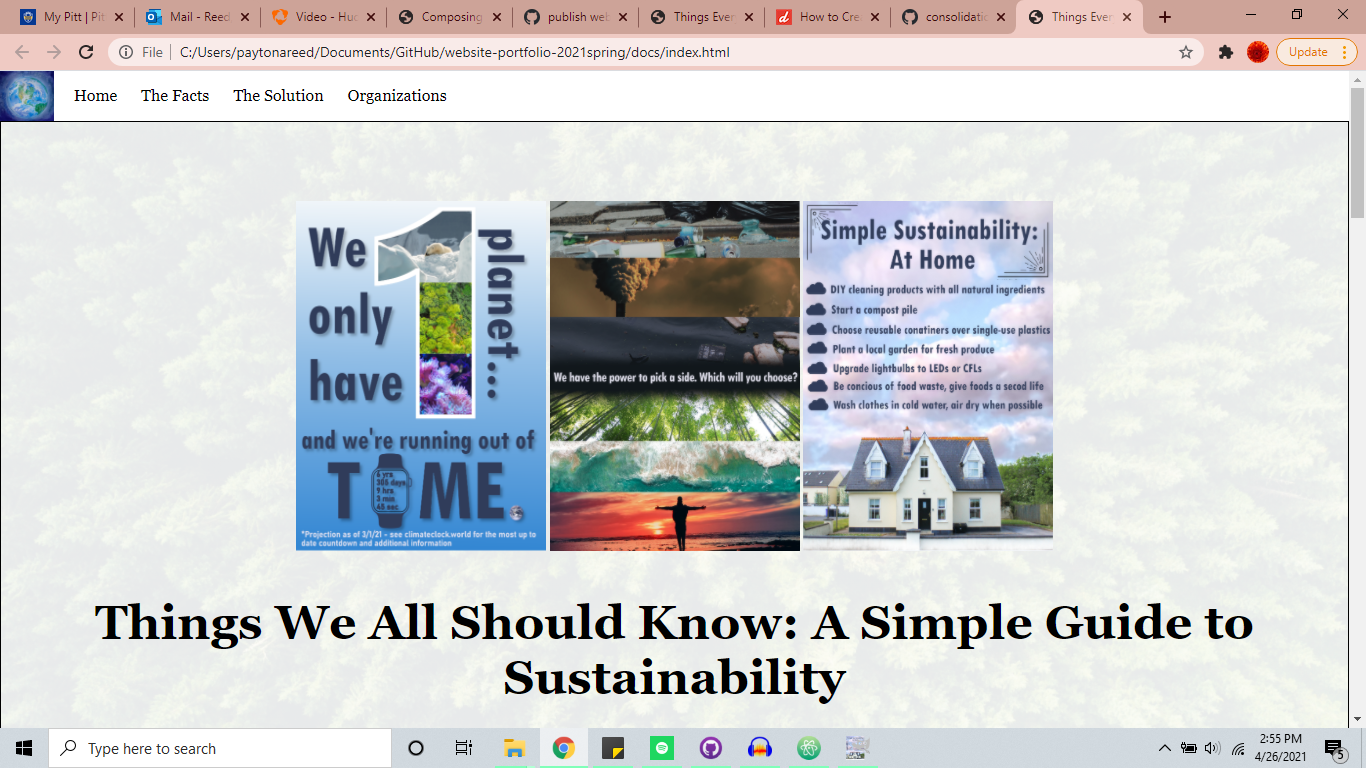 My Pitt | Pi
Mail - Reed
Video - Huc
Composing
publish web
Things Ever
How to Crea
consolidatio
Things Ever
File
C:/Users/paytonareed/Documents/GitHub/website-portfolio-2021spring/docs/index.html
Update
Home
The Facts
The Solution
Organizations
We
only
have
1
planet...
and we're running out of
TIME.
6 yrs.
305 days
9 hrs.
3 min.
45 sec
*Projection as of 3/1/21 - see climateclock.world for the most up to
date countdown and additional information
We have the power to pick a side. Which will you choose?
Simple Sustainability:
At Home
DIY cleaning products with all natural ingredients
Start a compost pile
Choose reusable conatiners over single-use plastics
Plant a local garden for fresh produce
Upgrade lightbulbs to LEDs or CFLs
Be concious of food waste, give foods a secod life
Wash clothes in cold water, air dry when possible
Things We All Should Know: A Simple Guide to
Sustainability
Type here to search
2:55 PM
4/26/2021
5